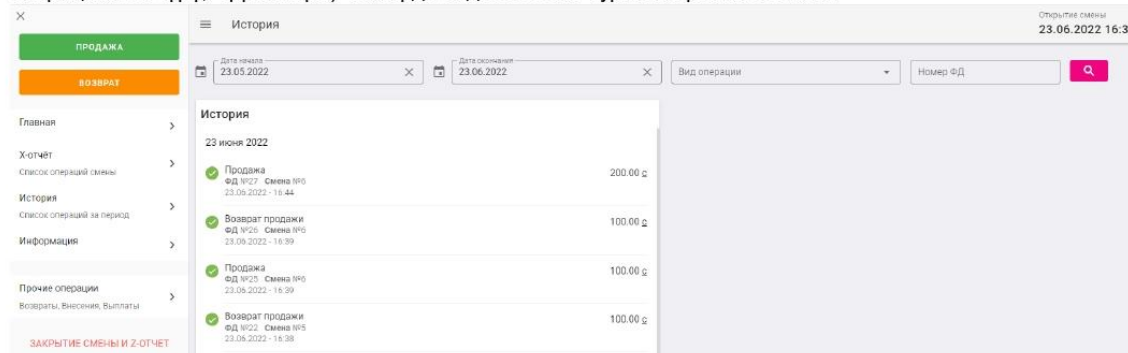 Открытие смены
История
23.06.2022 16:3
ПРОДАЖА
ВОЗВРАТ
Дата начала
23.05.2022
Дата окончания
23.06.2022
Вид операции
Номер ФД
Главная
X-отчёт
Список операций смены
История
Список операций за период
Информация
Прочие операции
Возвраты, Внесения, Выплаты
ЗАКРЫТИЕ СМЕНЫ И Z-ОТЧЕТ
История
23 июня 2022
Продажа 200.00 с
ФД №27 Смена №6
23.06.2022 - 16:44
Возврат продажи 100.00 с
ФД №26 Смена №6
23.06.2022 - 16:39
Продажа 100.00 с
ФД №25 Смена №6
23.06.2022 - 16:39
Возврат продажи 100.00 с
ФД №22 Смена №5
23.06.2022 - 16:38